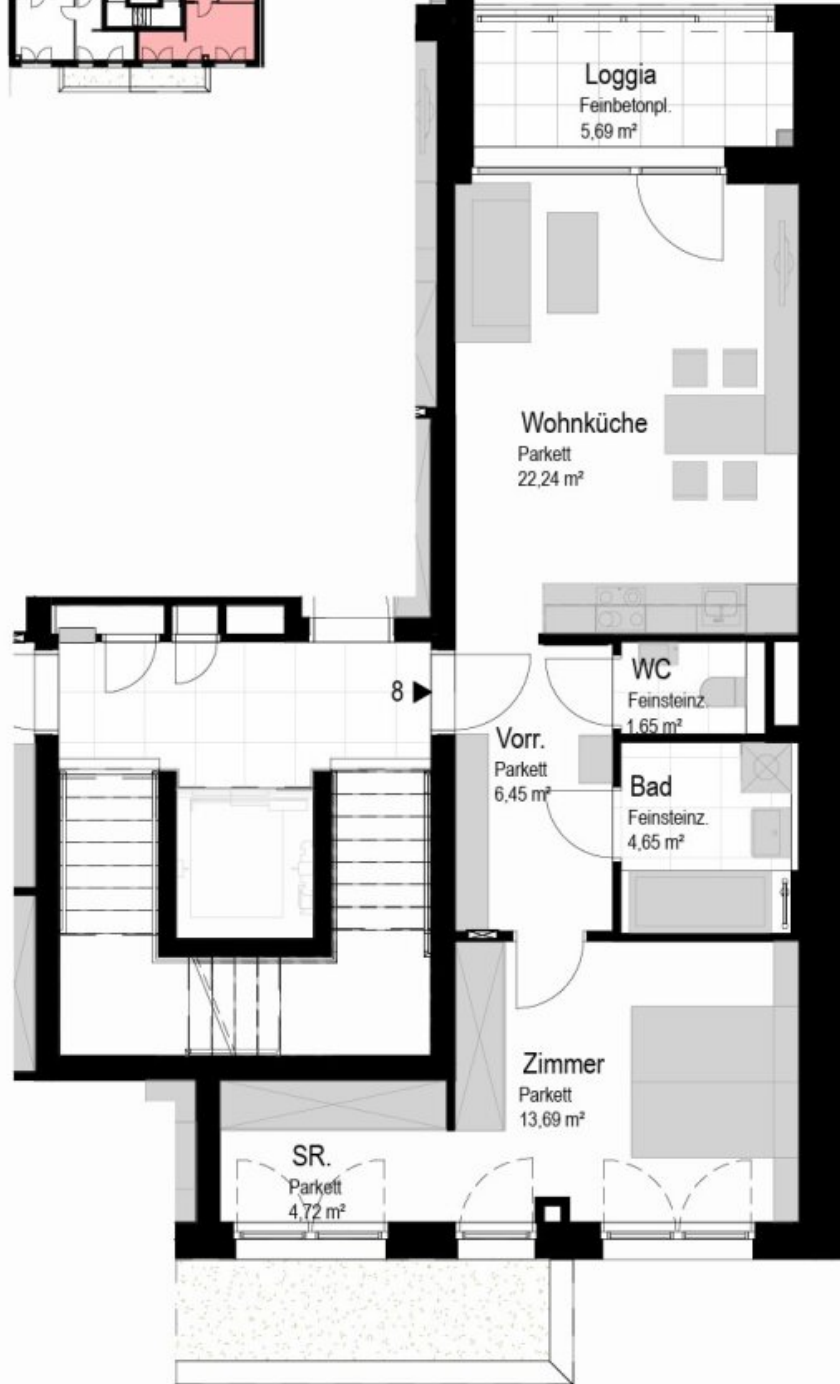 Loggia
Feinbetonpl.
5,69 m²
Wohnküche
Parkett
22,24 m²
8
WC
Feinsteinz.
1.65 m²
Vorr.
Parkett
6,45 m²
Bad
Feinsteinz.
4,65 m²
Zimmer
Parkett
13,69 m²
SR.
Parkett
4,72 m²